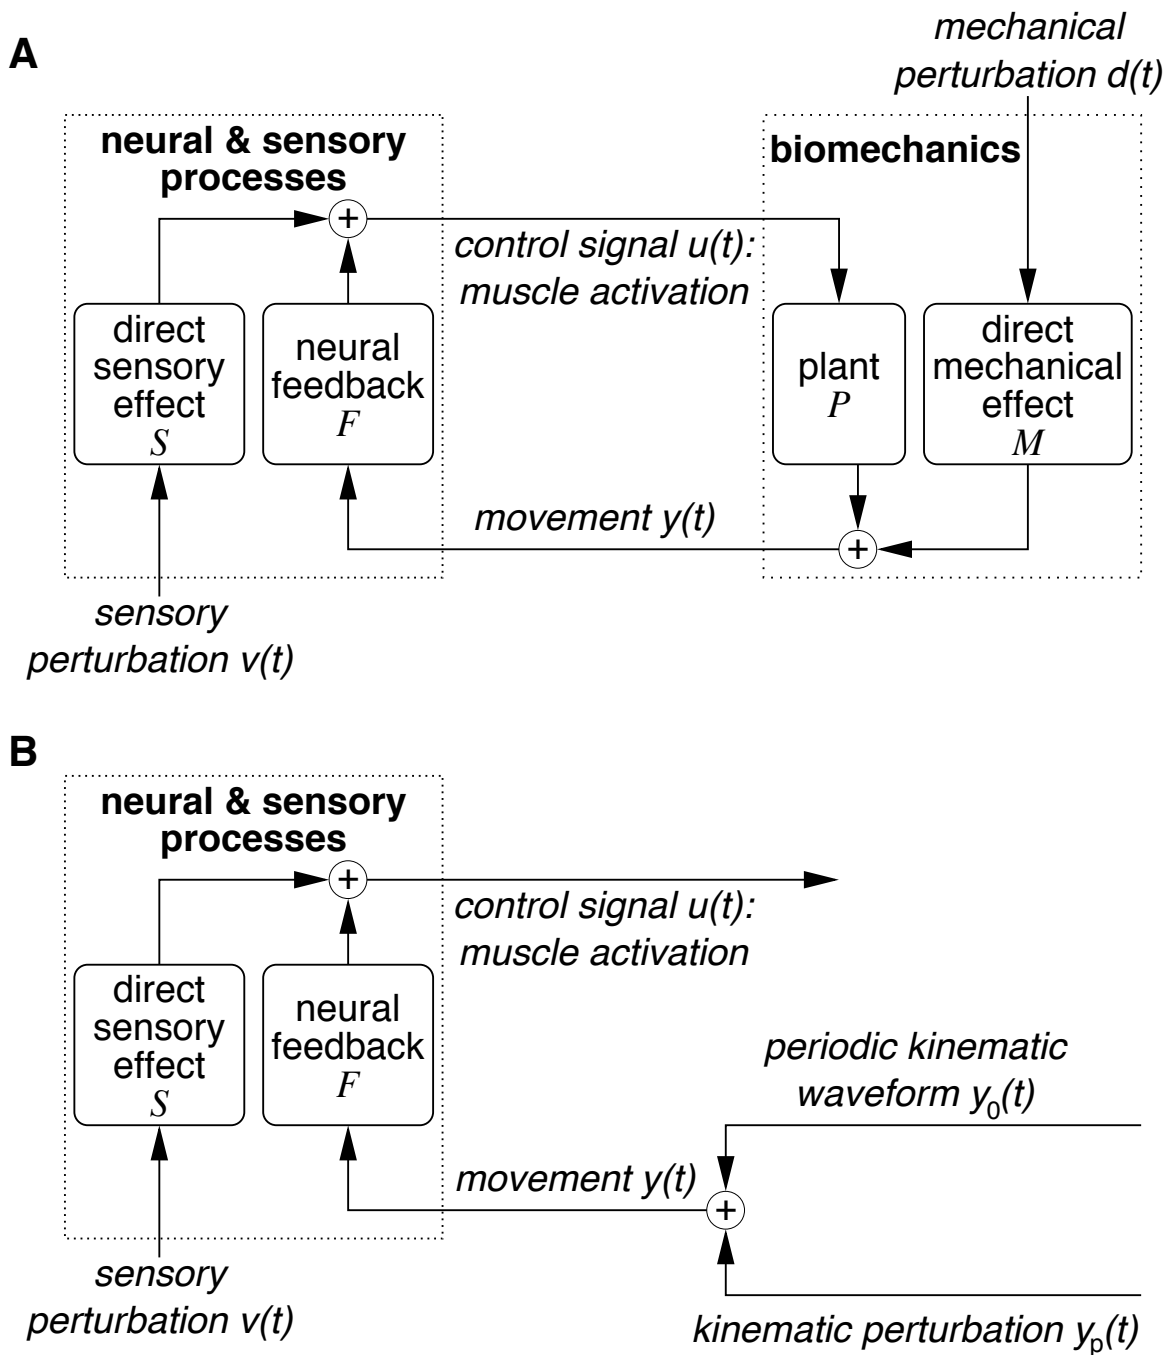 A
mechanical
perturbation d(t)
neural & sensory
processes
biomechanics
+
control signal u(t):
muscle activation
direct
sensory
effect
S
neural
feedback
F
plant
P
direct
mechanical
effect
M
movement y(t)
+
sensory
perturbation v(t)
B
neural & sensory
processes
+
control signal u(t):
muscle activation
direct
sensory
effect
S
neural
feedback
F
periodic kinematic
waveform y₀(t)
movement y(t)
+
sensory
perturbation v(t)
kinematic perturbation yₚ(t)